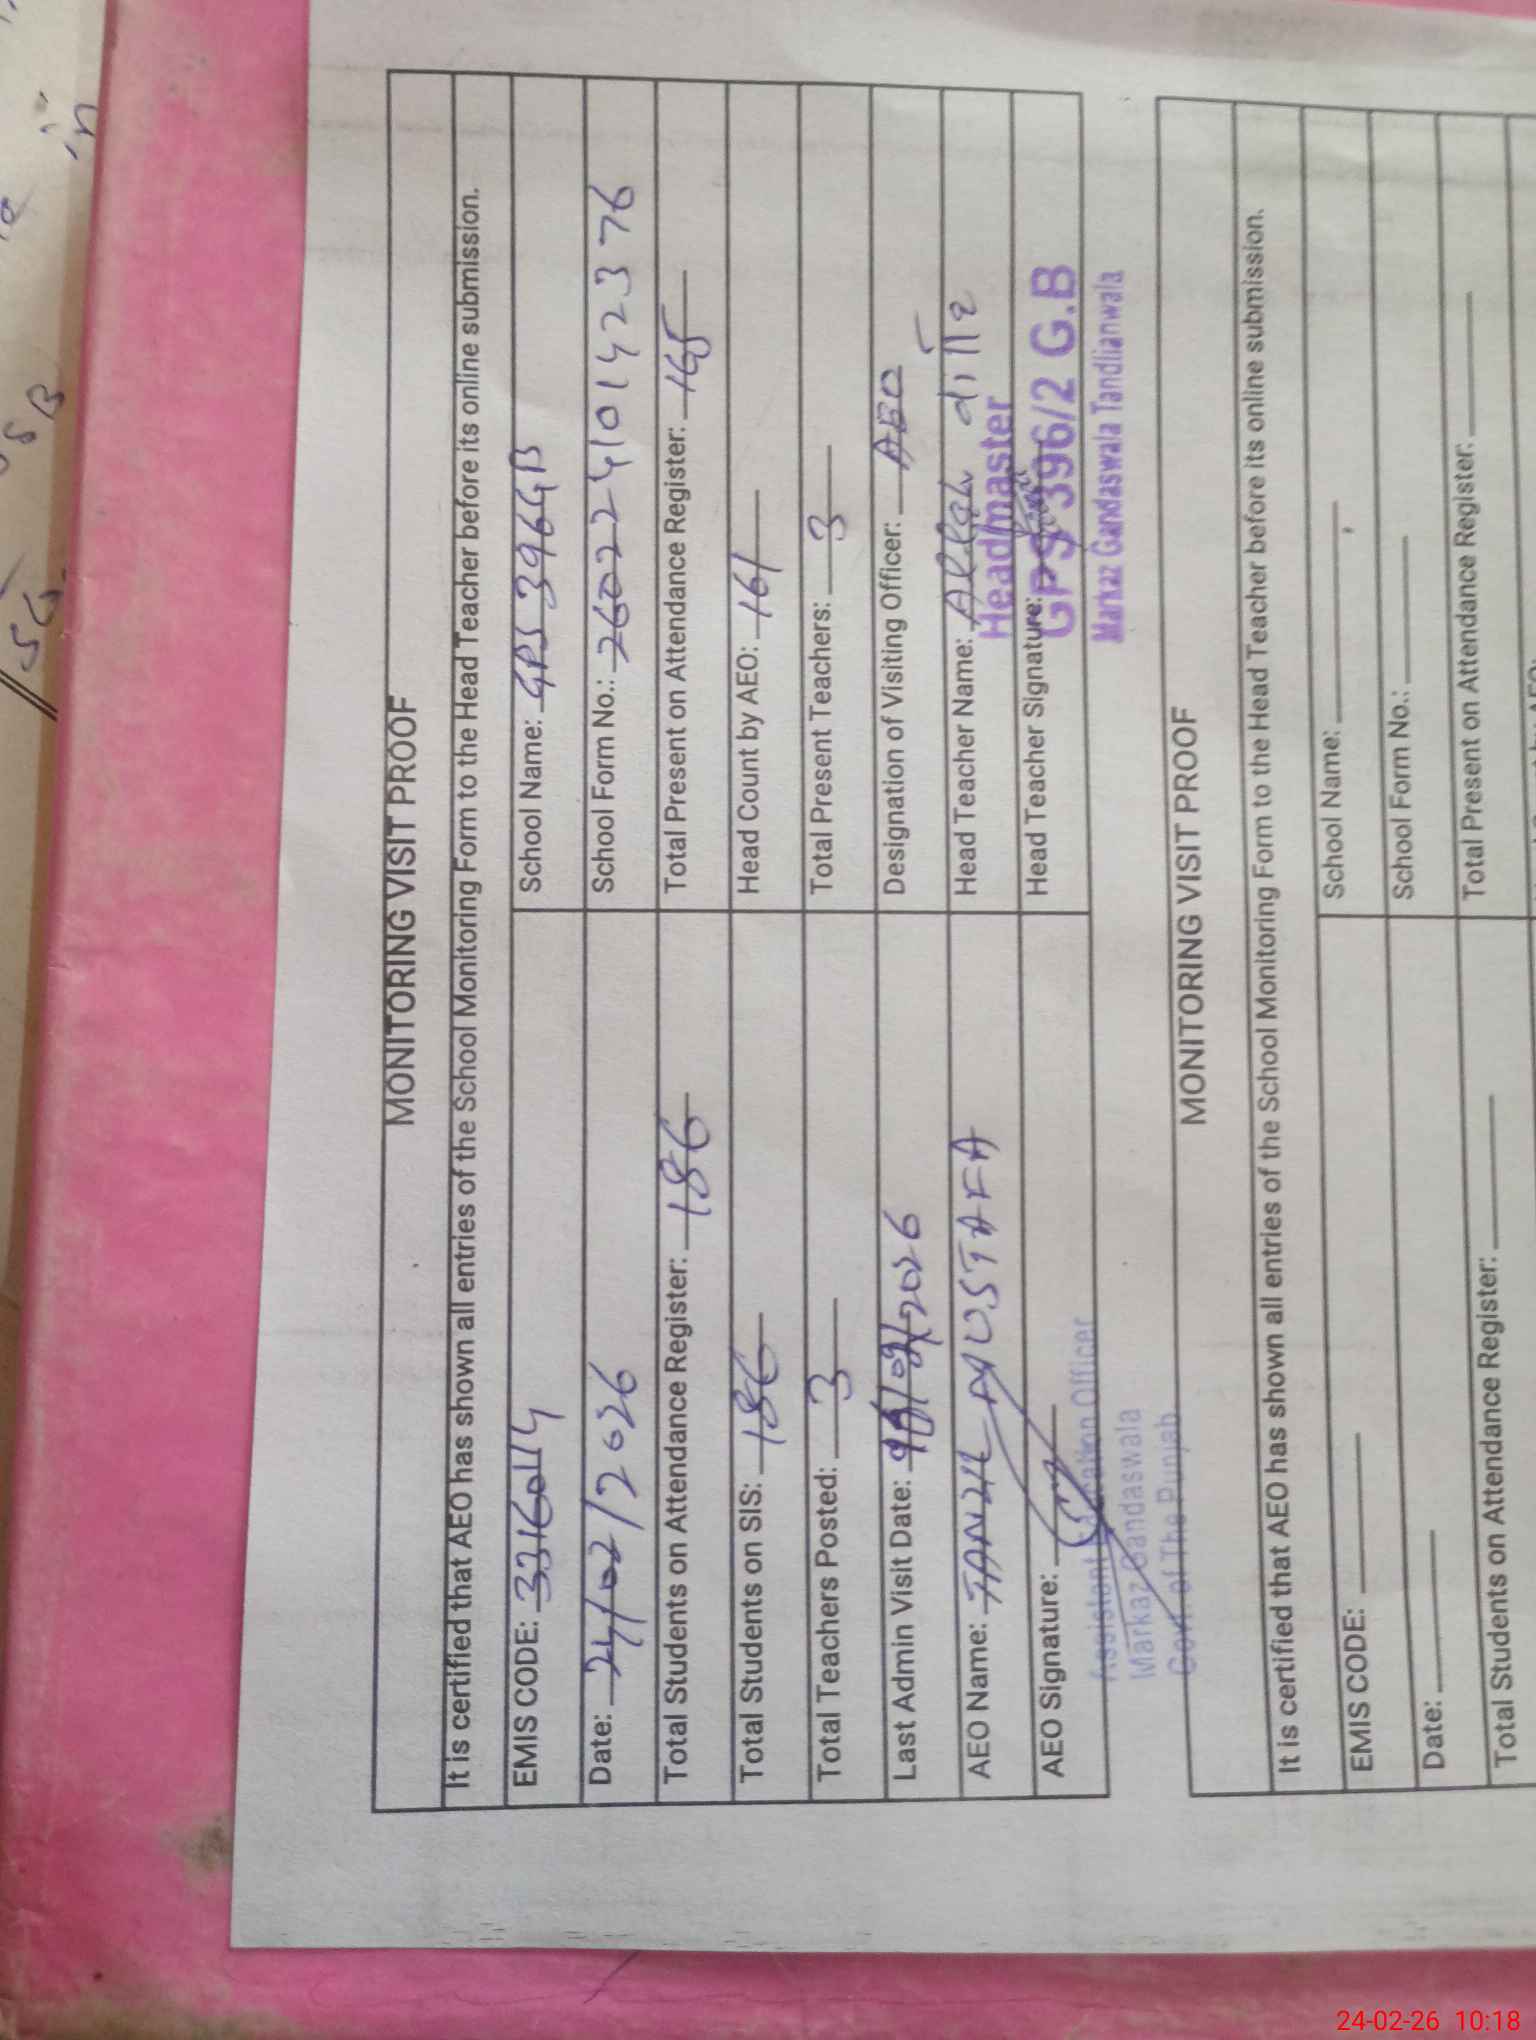 MONITORING VISIT PROOF
It is certified that AEO has shown all entries of the School Monitoring Form to the Head Teacher before its online submission.
EMIS CODE: 33160114 School Name: GPS 396GB
Date: 24/02/2026 School Form No.: 26022410142376
Total Students on Attendance Register: 186 Total Present on Attendance Register: 165
Total Students on SIS: 186 Head Count by AEO: 161
Total Teachers Posted: 3 Total Present Teachers: 3
Last Admin Visit Date: 2026 Designation of Visiting Officer: AEO
AEO Name: MUSTAFA Head Teacher Name: Allah ditta
AEO Signature: Head Teacher Signature:
Headmaster
GPS 396/2 G.B
Markaz Gandaswala Tandlianwala
Assistant Education Officer
Markaz Gandaswala
Govt. of The Punjab
MONITORING VISIT PROOF
It is certified that AEO has shown all entries of the School Monitoring Form to the Head Teacher before its online submission.
EMIS CODE: School Name:
Date: School Form No.:
Total Students on Attendance Register: Total Present on Attendance Register:
24-02-26 10:18